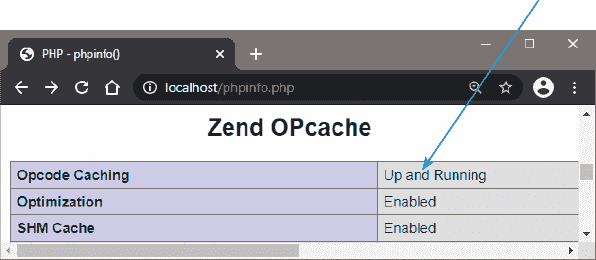 PHP - phpinfo()
localhost/phpinfo.php
Zend OPcache
Opcode Caching Up and Running
Optimization Enabled
SHM Cache Enabled